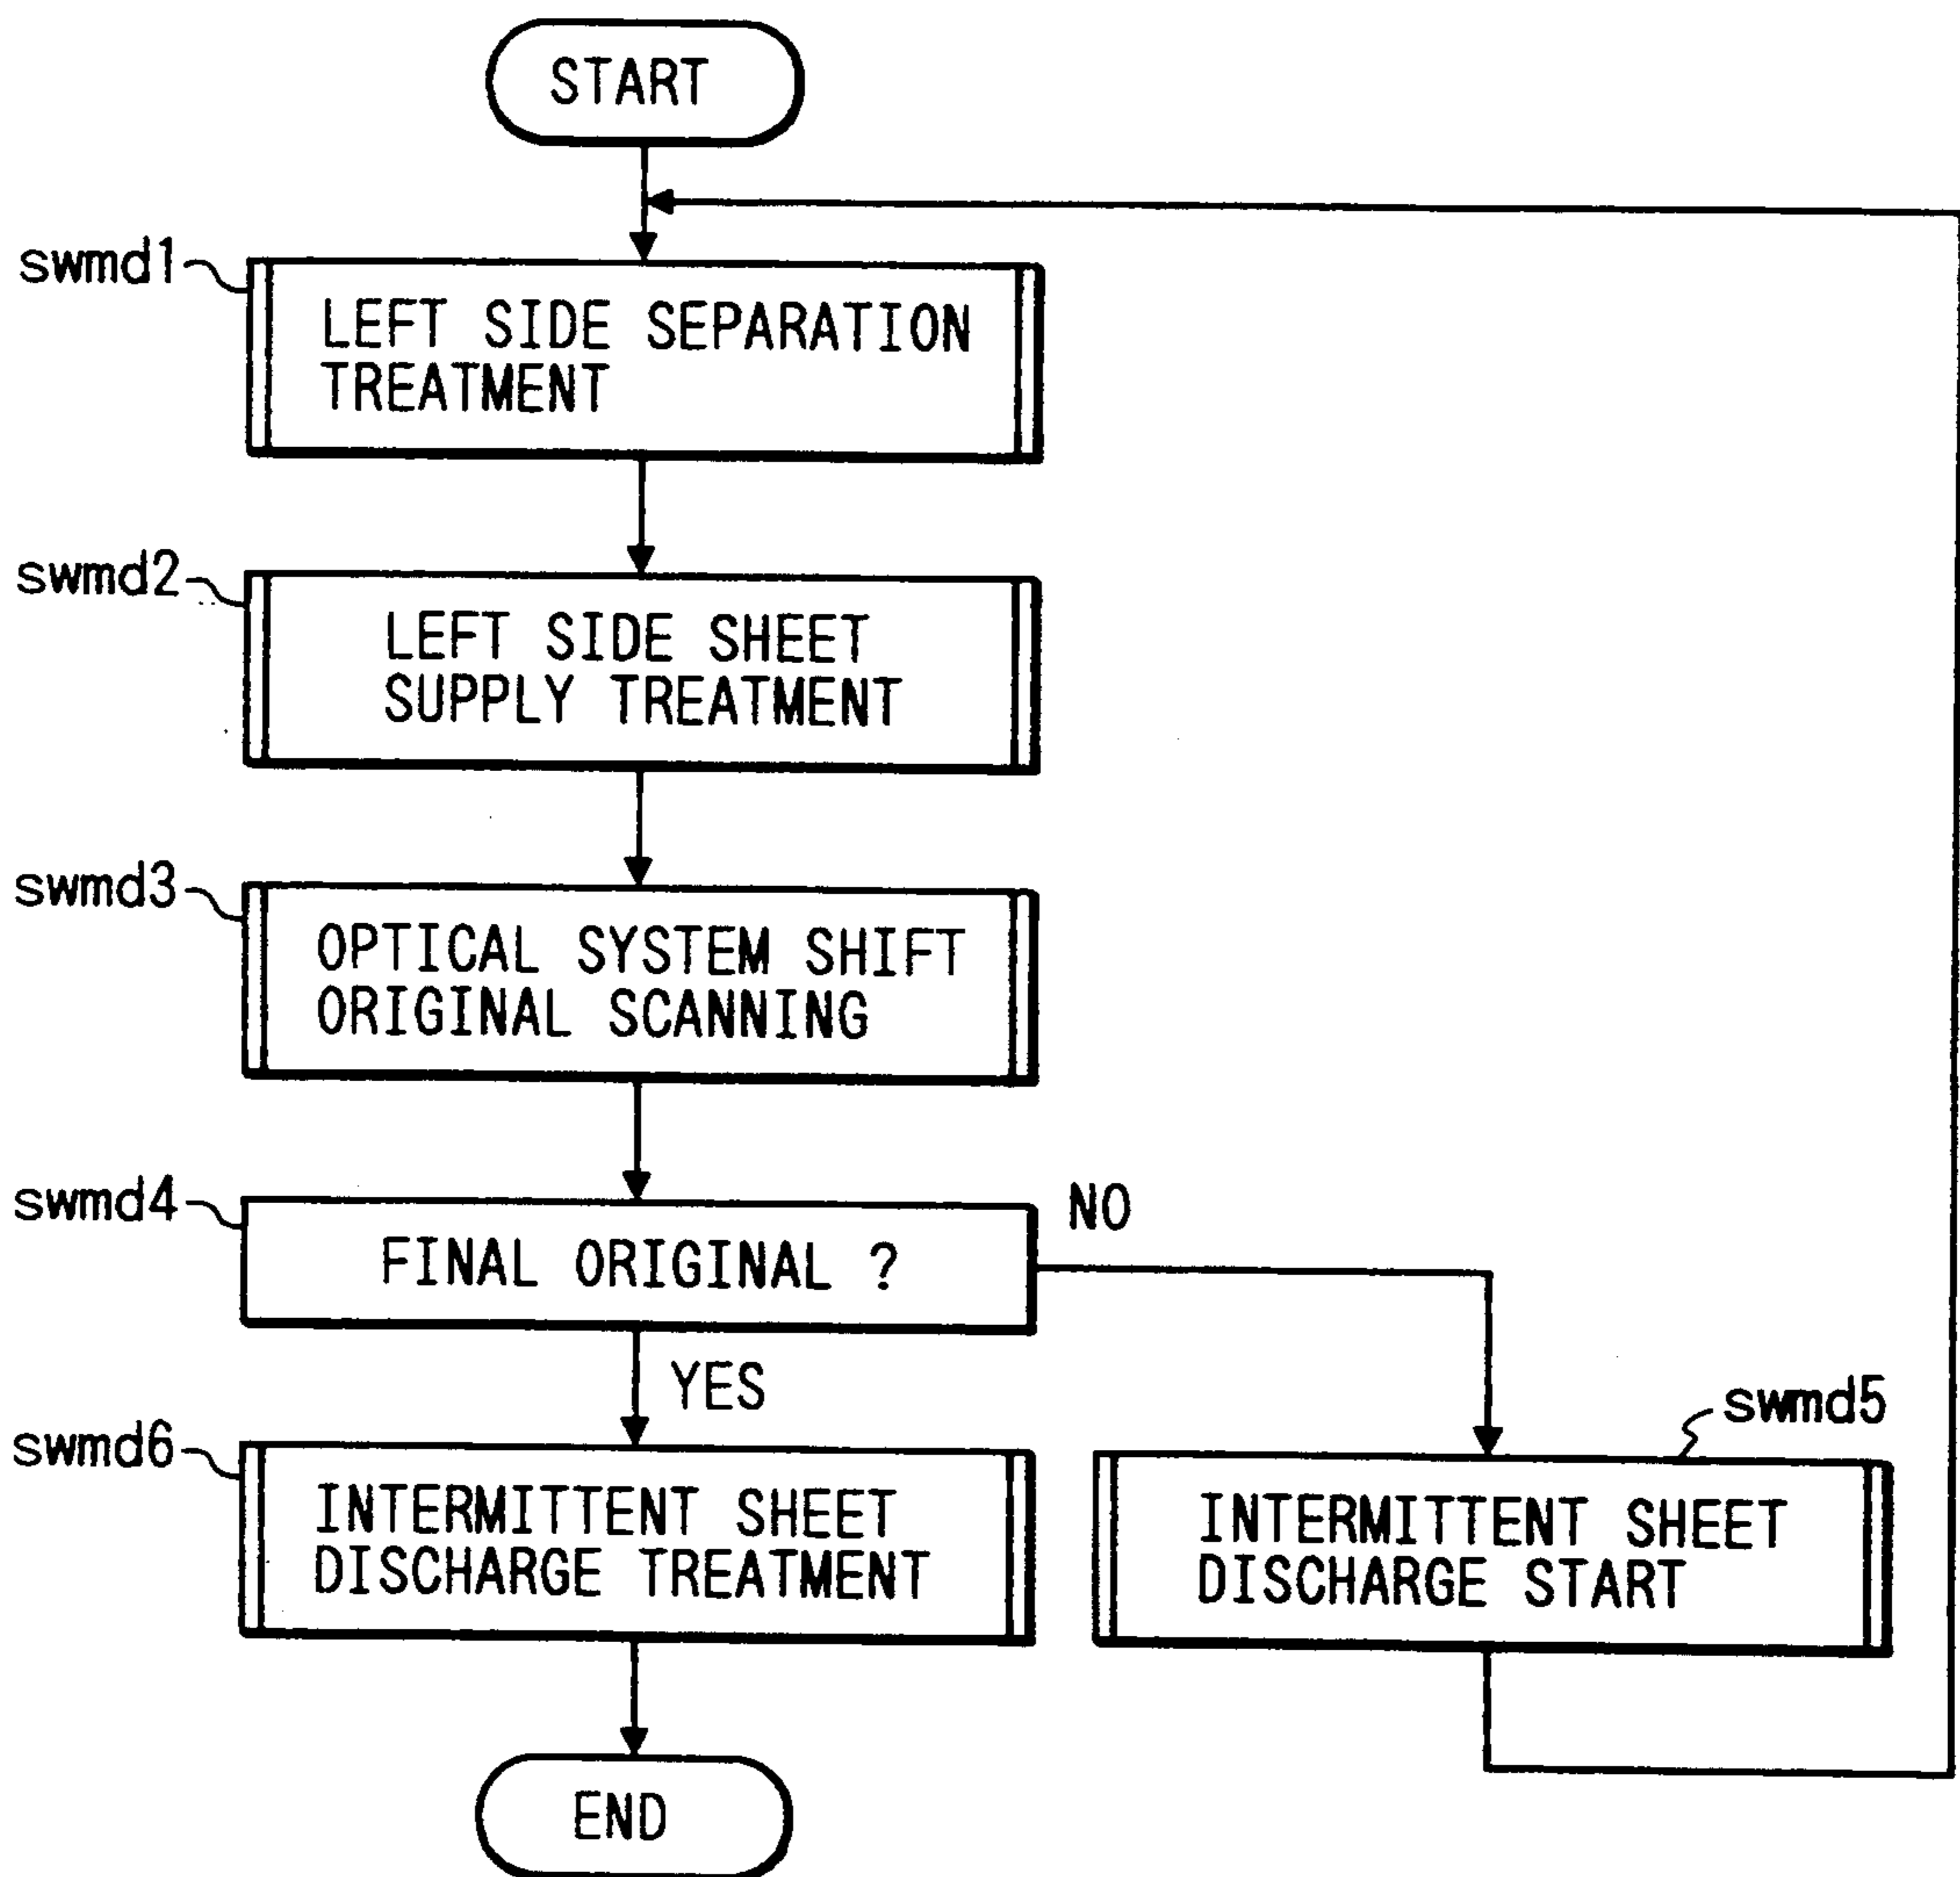 START
swmd1
LEFT SIDE SEPARATION
TREATMENT
swmd2
LEFT SIDE SHEET
SUPPLY TREATMENT
swmd3
OPTICAL SYSTEM SHIFT
ORIGINAL SCANNING
swmd4
FINAL ORIGINAL ?
NO
YES
swmd6
INTERMITTENT SHEET
DISCHARGE TREATMENT
swmd5
INTERMITTENT SHEET
DISCHARGE START
END